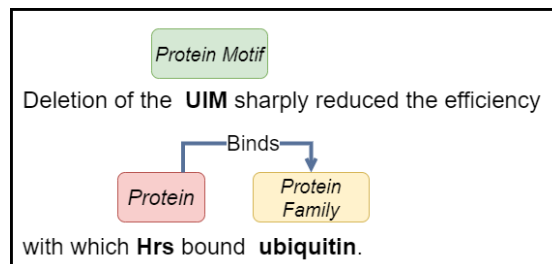 Protein Motif
Deletion of the UIM sharply reduced the efficiency
Binds
Protein
Protein
Family
with which Hrs bound ubiquitin.